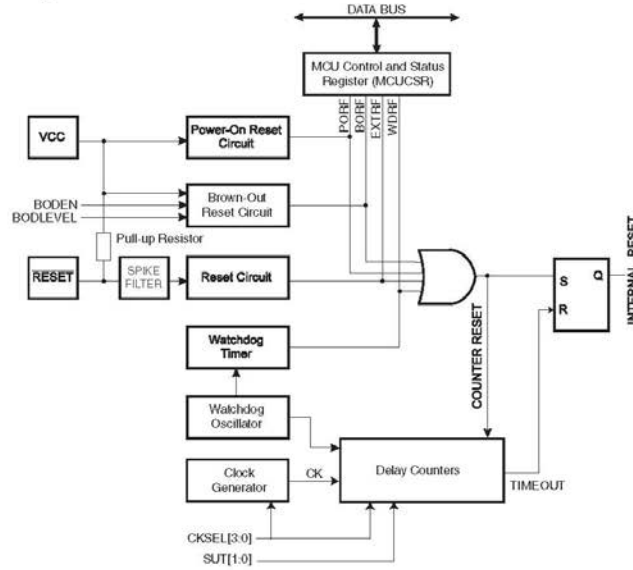 DATA BUS
MCU Control and Status
Register (MCUCSR)
PORF
BORF
EXTRF
WDRF
VCC
Power-On Reset
Circuit
BODEN
BODLEVEL
Brown-Out
Reset Circuit
Pull-up Resistor
RESET
SPIKE
FILTER
Reset Circuit
Watchdog
Timer
Watchdog
Oscillator
Clock
Generator
CK
Delay Counters
COUNTER RESET
S
Q
R
INTERNAL RESET
TIMEOUT
CKSEL[3:0]
SUT[1:0]